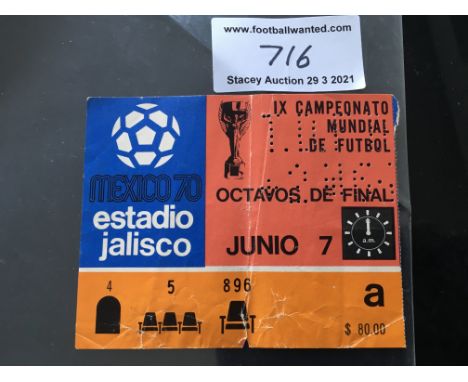 www.footballwanted.com
716
Stacey Auction 29 3 2021
IX CAMPEONATO
MUNDIAL
DE FUTBOL
MEXICO 70
OCTAVOS DE FINAL
estadio
jalisco
JUNIO 7
1
a.m.
4
5
896
a
$ 80.00